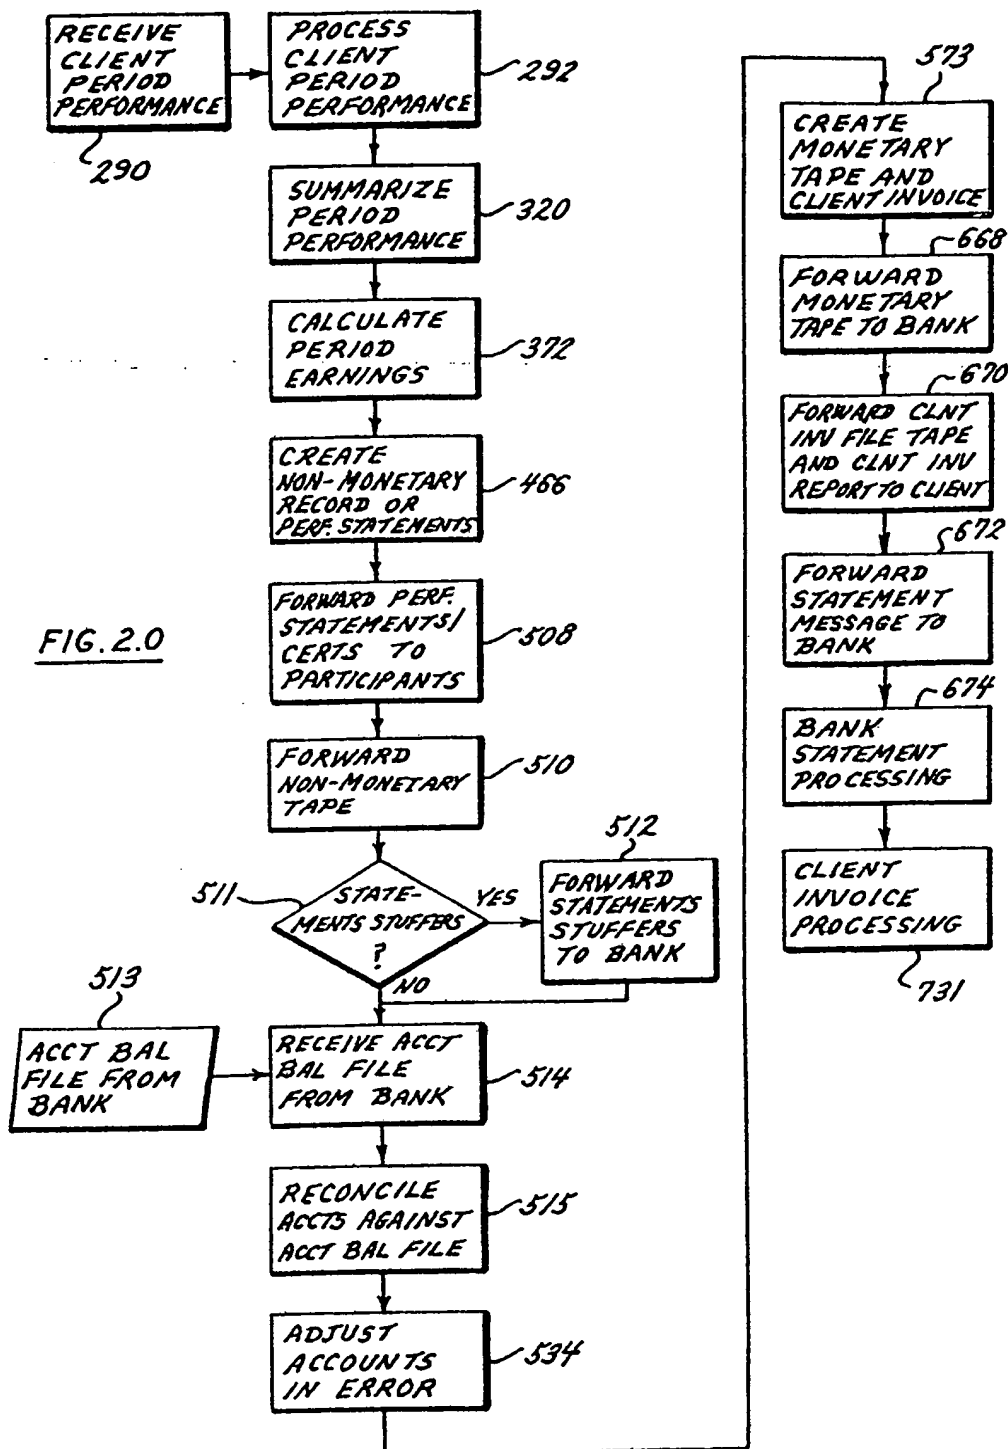 RECEIVE
CLIENT
PERIOD
PERFORMANCE
290
PROCESS
CLIENT
PERIOD
PERFORMANCE
292
SUMMARIZE
PERIOD
PERFORMANCE
320
CALCULATE
PERIOD
EARNINGS
372
CREATE
NON-MONETARY
RECORD OR
PERF. STATEMENTS
466
FORWARD PERF.
STATEMENTS/
CERTS TO
PARTICIPANTS
508
FIG. 2.0
FORWARD
NON-MONETARY
TAPE
510
511
STATE-
MENTS STUFFERS
?
YES
NO
512
FORWARD
STATEMENTS
STUFFERS
TO BANK
513
ACCT BAL
FILE FROM
BANK
RECEIVE ACCT
BAL FILE
FROM BANK
514
RECONCILE
ACCTS AGAINST
ACCT BAL FILE
515
ADJUST
ACCOUNTS
IN ERROR
534
573
CREATE
MONETARY
TAPE AND
CLIENT INVOICE
668
FORWARD
MONETARY
TAPE TO BANK
670
FORWARD CLNT
INV FILE TAPE
AND CLNT INV
REPORT TO CLIENT
672
FORWARD
STATEMENT
MESSAGE TO
BANK
674
BANK
STATEMENT
PROCESSING
CLIENT
INVOICE
PROCESSING
731